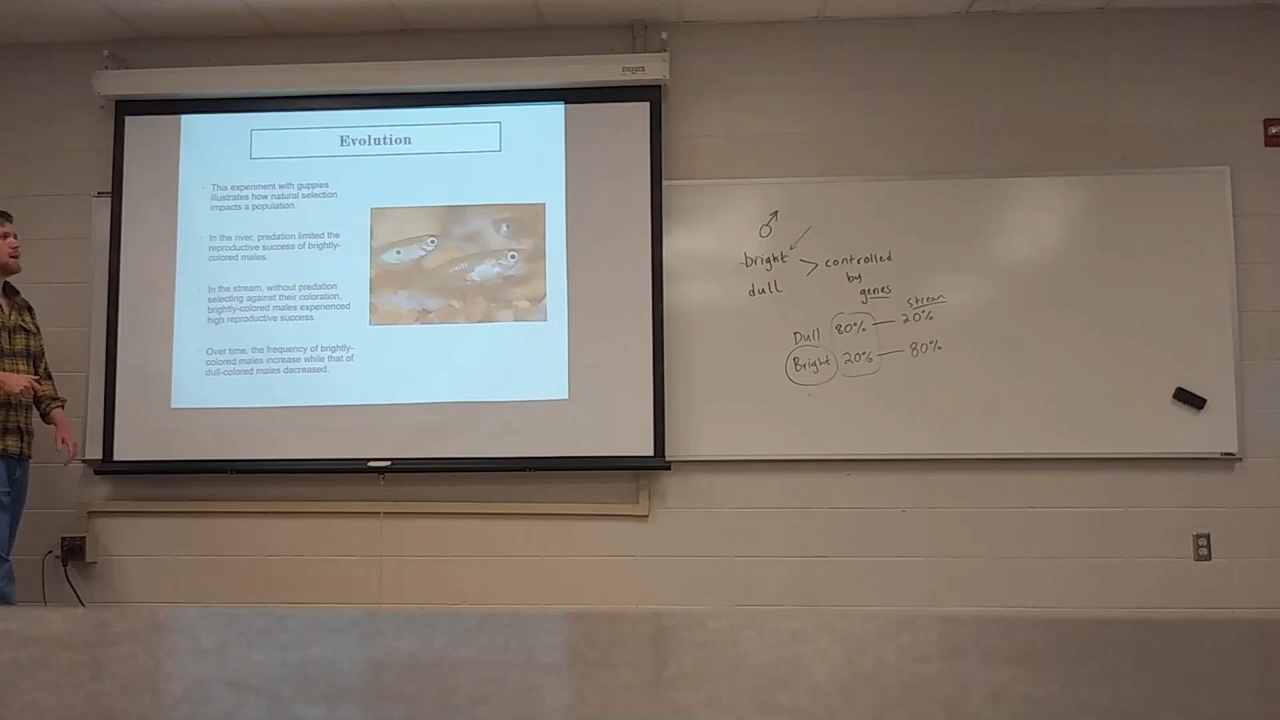 Evolution
This experiment with guppies
illustrates how natural selection
impacts a population.
In the river, predation limited the
reproductive success of brightly-
colored males.
In the stream, without predation
selecting against their coloration,
brightly-colored males experienced
high reproductive success.
Over time, the frequency of brightly-
colored males increase while that of
dull-colored males decreased.
♂
bright > controlled
by
genes
dull
stream
Dull 80% — 20%
Bright 20% — 80%